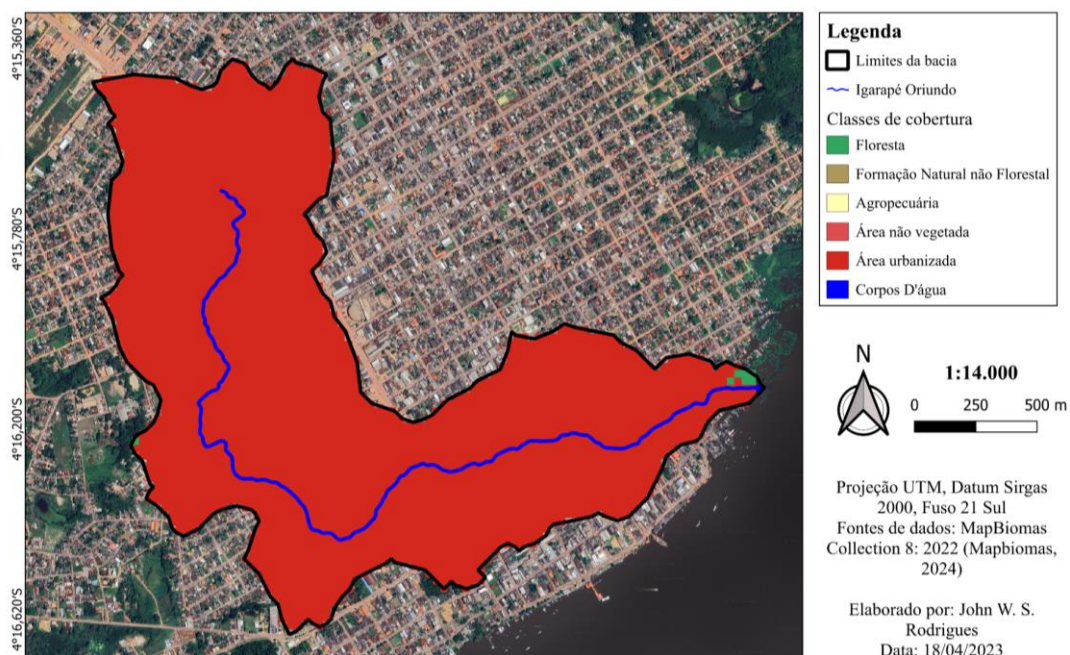 4°15,360'S
4°15,780'S
4°16,200'S
4°16,620'S
Legenda
Limites da bacia
Igarapé Oriundo
Classes de cobertura
Floresta
Formação Natural não Florestal
Agropecuária
Área não vegetada
Área urbanizada
Corpos D'água
N
1:14.000
0 250 500 m
Projeção UTM, Datum Sirgas
2000, Fuso 21 Sul
Fontes de dados: MapBiomas
Collection 8: 2022 (Mapbiomas,
2024)
Elaborado por: John W. S.
Rodrigues
Data: 18/04/2023